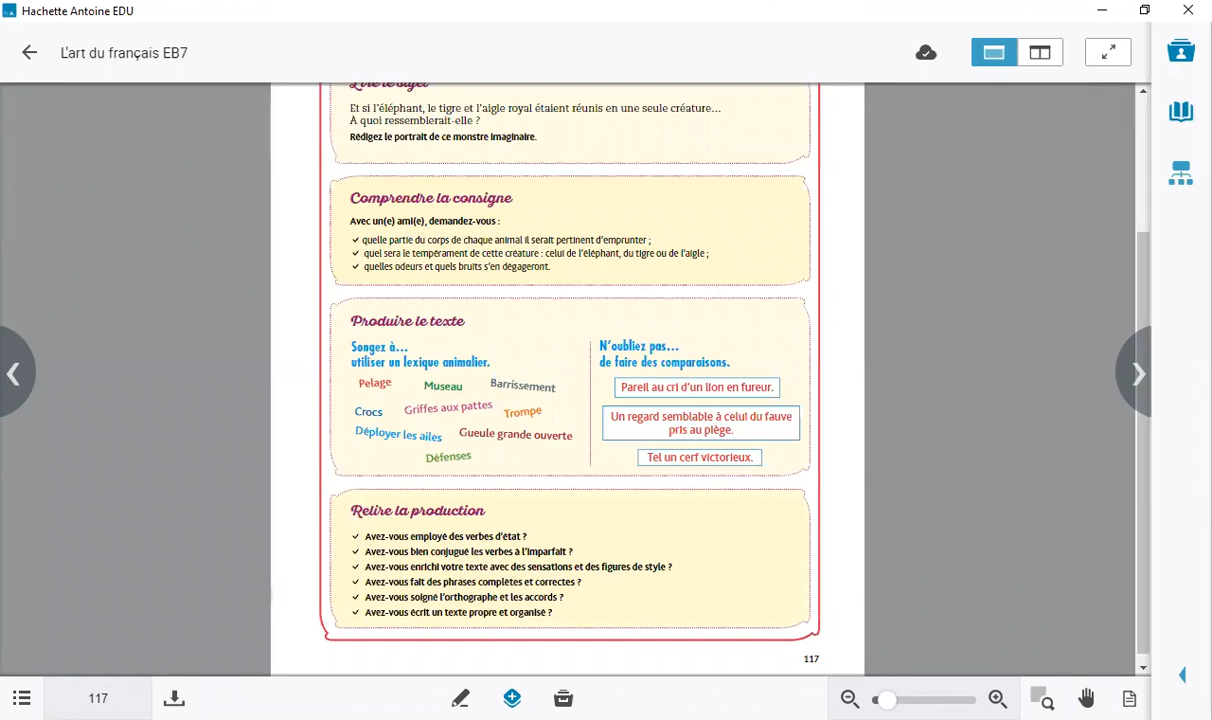 Hachette Antoine EDU
L'art du français EB7
Lire le sujet
Et si l'éléphant, le tigre et l'aigle royal étaient réunis en une seule créature...
À quoi ressemblerait-elle ?
Rédigez le portrait de ce monstre imaginaire.
Comprendre la consigne
Avec un(e) ami(e), demandez-vous :
✓ quelle partie du corps de chaque animal il serait pertinent d'emprunter ;
✓ quel sera le tempérament de cette créature : celui de l'éléphant, du tigre ou de l'aigle ;
✓ quelles odeurs et quels bruits s'en dégageront.
Produire le texte
Songez à...
utiliser un lexique animalier.
Pelage
Museau
Barrissement
Crocs
Griffes aux pattes
Trompe
Déployer les ailes
Gueule grande ouverte
Défenses
N'oubliez pas...
de faire des comparaisons.
Pareil au cri d'un lion en fureur.
Un regard semblable à celui du fauve
pris au piège.
Tel un cerf victorieux.
Relire la production
✓ Avez-vous employé des verbes d'état ?
✓ Avez-vous bien conjugué les verbes à l'imparfait ?
✓ Avez-vous enrichi votre texte avec des sensations et des figures de style ?
✓ Avez-vous fait des phrases complètes et correctes ?
✓ Avez-vous soigné l'orthographe et les accords ?
✓ Avez-vous écrit un texte propre et organisé ?
117
117